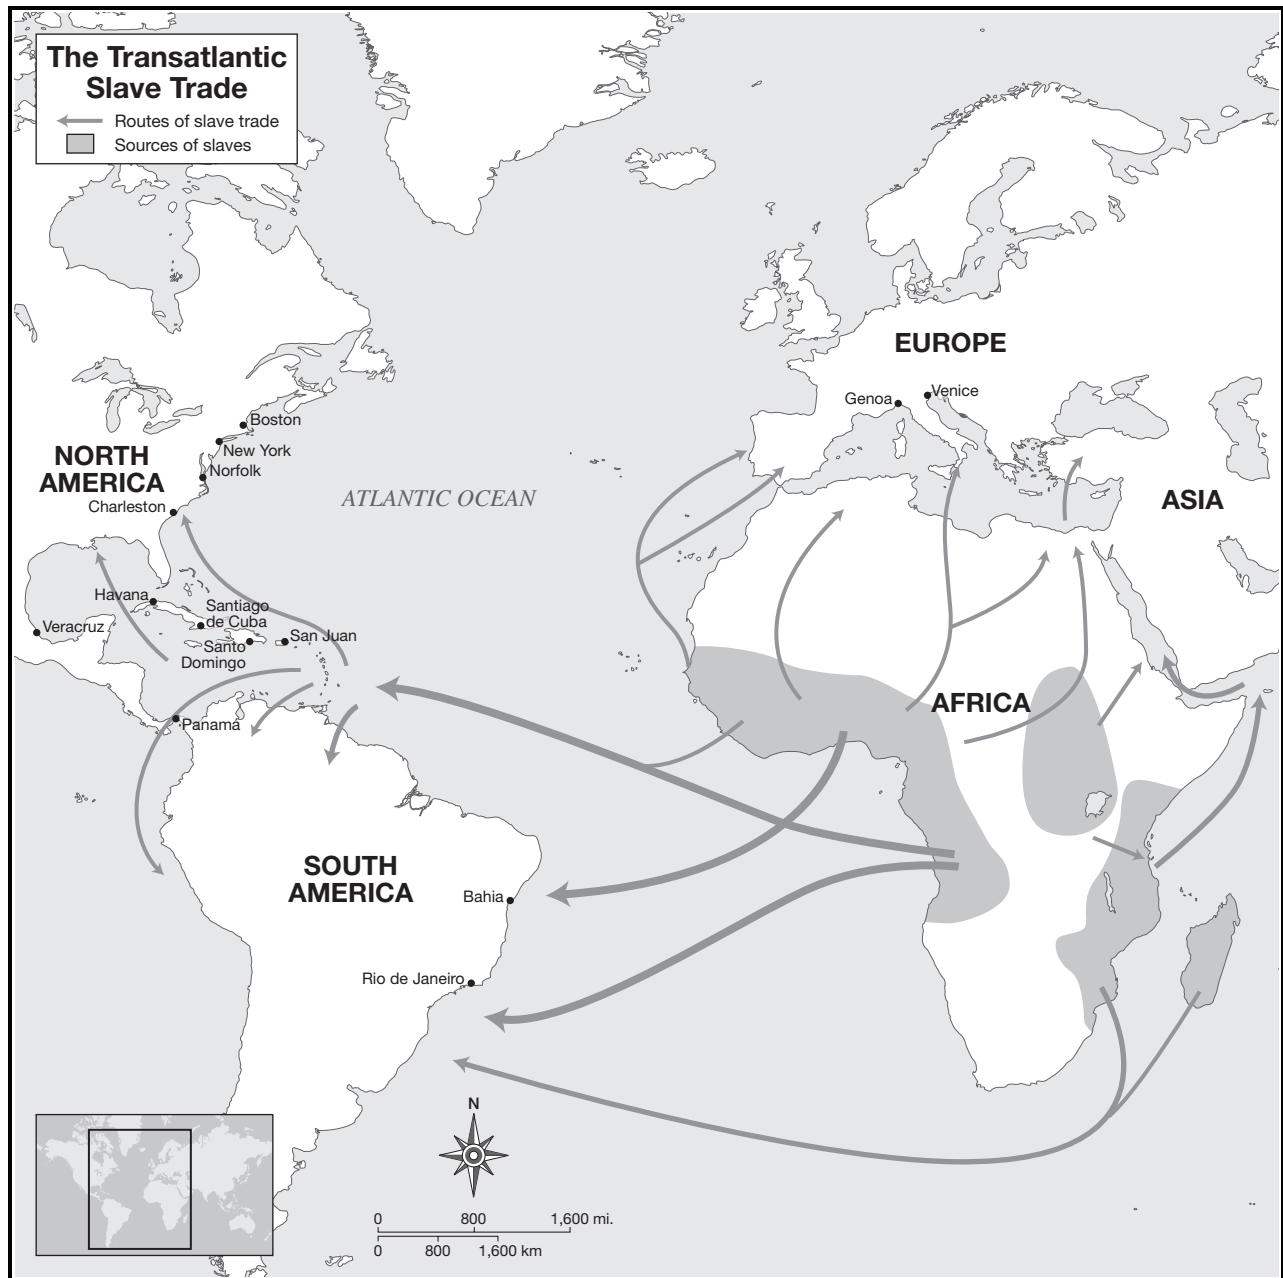 The Transatlantic
Slave Trade
Routes of slave trade
Sources of slaves
EUROPE
Genoa
Venice
Boston
New York
Norfolk
NORTH
AMERICA
Charleston
ATLANTIC OCEAN
ASIA
Havana
Santiago
de Cuba
Veracruz
San Juan
Santo
Domingo
Panamá
AFRICA
SOUTH
AMERICA
Bahia
Rio de Janeiro
N
0 800 1,600 mi.
0 800 1,600 km